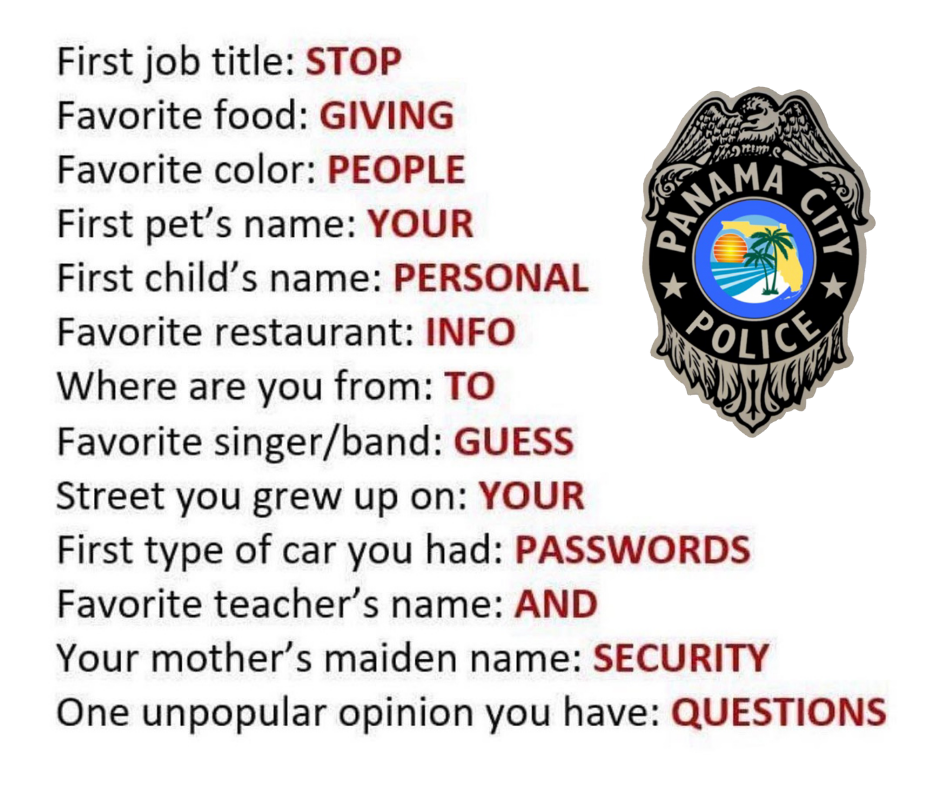 First job title: STOP
Favorite food: GIVING
Favorite color: PEOPLE
First pet’s name: YOUR
First child’s name: PERSONAL
Favorite restaurant: INFO
Where are you from: TO
Favorite singer/band: GUESS
Street you grew up on: YOUR
First type of car you had: PASSWORDS
Favorite teacher’s name: AND
Your mother’s maiden name: SECURITY
One unpopular opinion you have: QUESTIONS
PANAMA CITY
POLICE